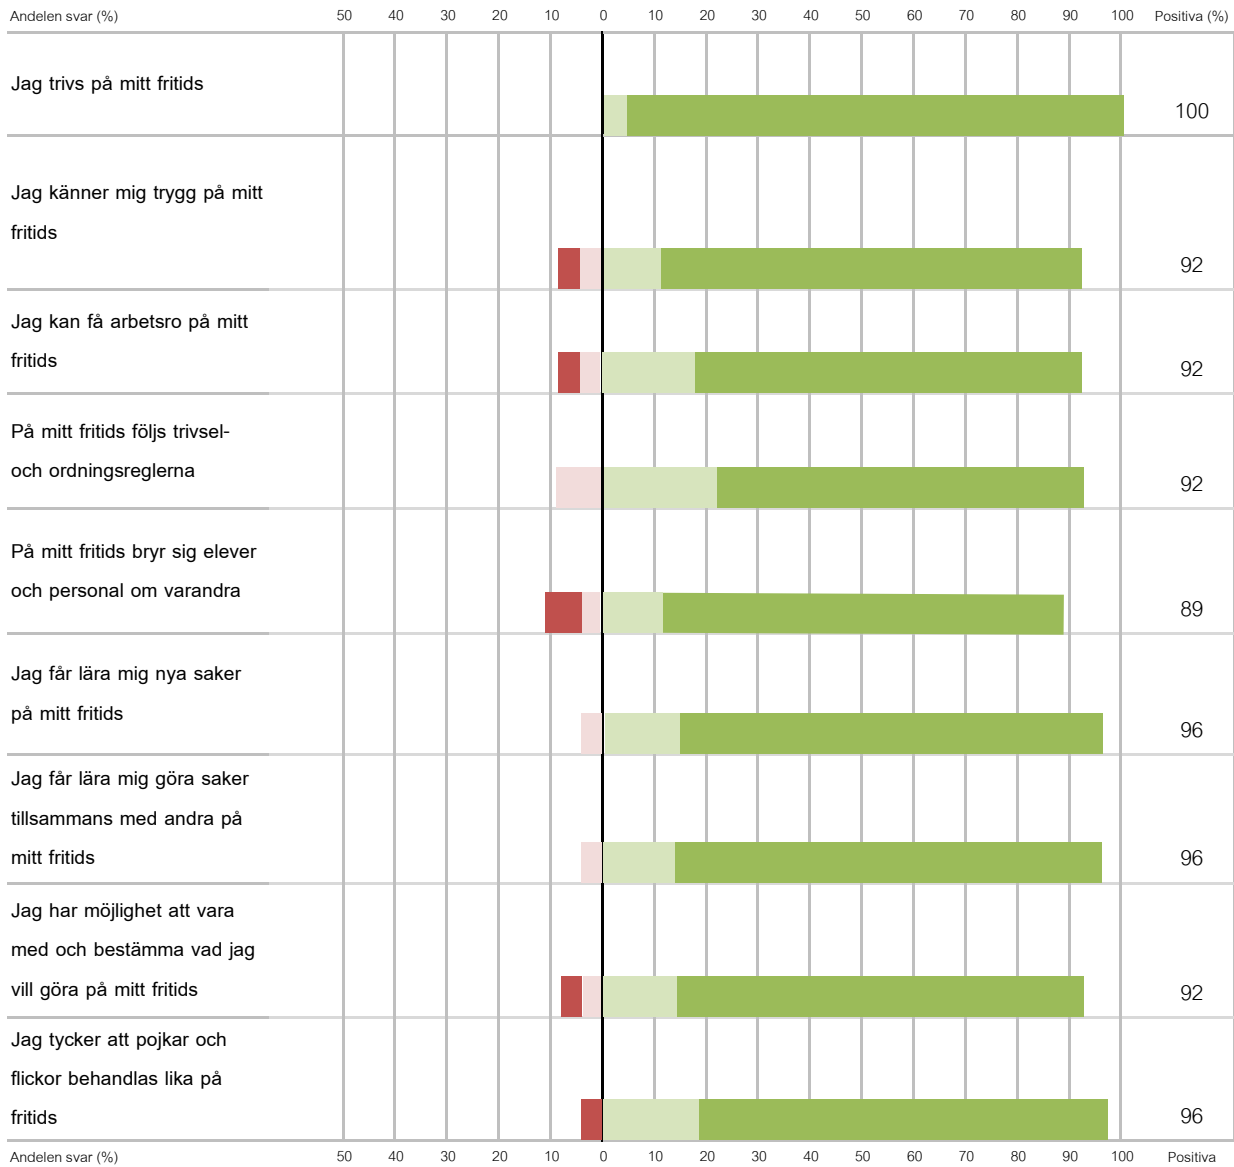 Andelen svar (%) 50 40 30 20 10 0 10 20 30 40 50 60 70 80 90 100 Positiva (%)
Jag trivs på mitt fritids
100
Jag känner mig trygg på mitt
fritids
92
Jag kan få arbetsro på mitt
fritids
92
På mitt fritids följs trivsel-
och ordningsreglerna
92
På mitt fritids bryr sig elever
och personal om varandra
89
Jag får lära mig nya saker
på mitt fritids
96
Jag får lära mig göra saker
tillsammans med andra på
mitt fritids
96
Jag har möjlighet att vara
med och bestämma vad jag
vill göra på mitt fritids
92
Jag tycker att pojkar och
flickor behandlas lika på
fritids
96
Andelen svar (%) 50 40 30 20 10 0 10 20 30 40 50 60 70 80 90 100 Positiva